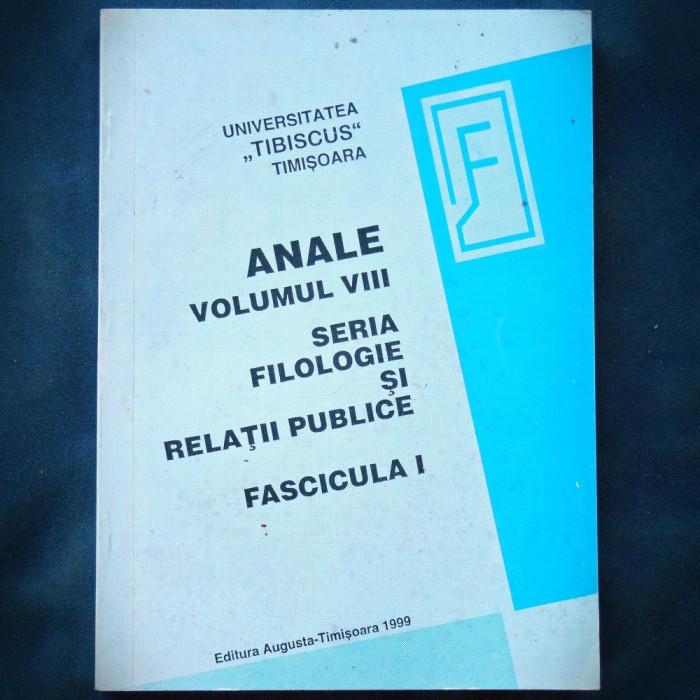 UNIVERSITATEA
„TIBISCUS“
TIMIȘOARA
F
ANALE
VOLUMUL VIII
SERIA
FILOLOGIE
ȘI
RELAȚII PUBLICE
FASCICULA I
Editura Augusta-Timișoara 1999